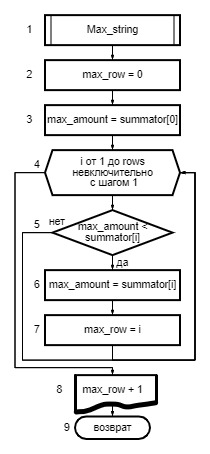 1 Max_string
2 max_row = 0
3 max_amount = summator[0]
4 i от 1 до rows
невключительно
с шагом 1
5 нет max_amount <
summator[i]
да
6 max_amount = summator[i]
7 max_row = i
8 max_row + 1
9 возврат